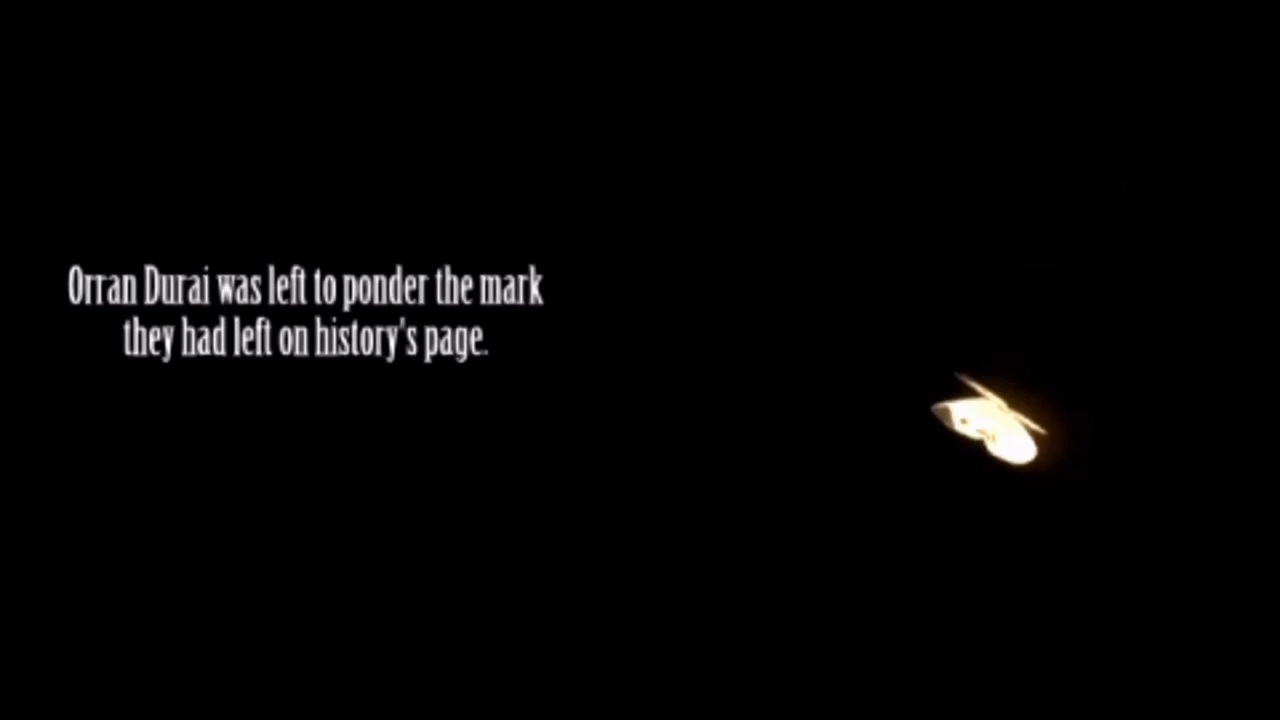 Orran Durai was left to ponder the mark
they had left on history's page.